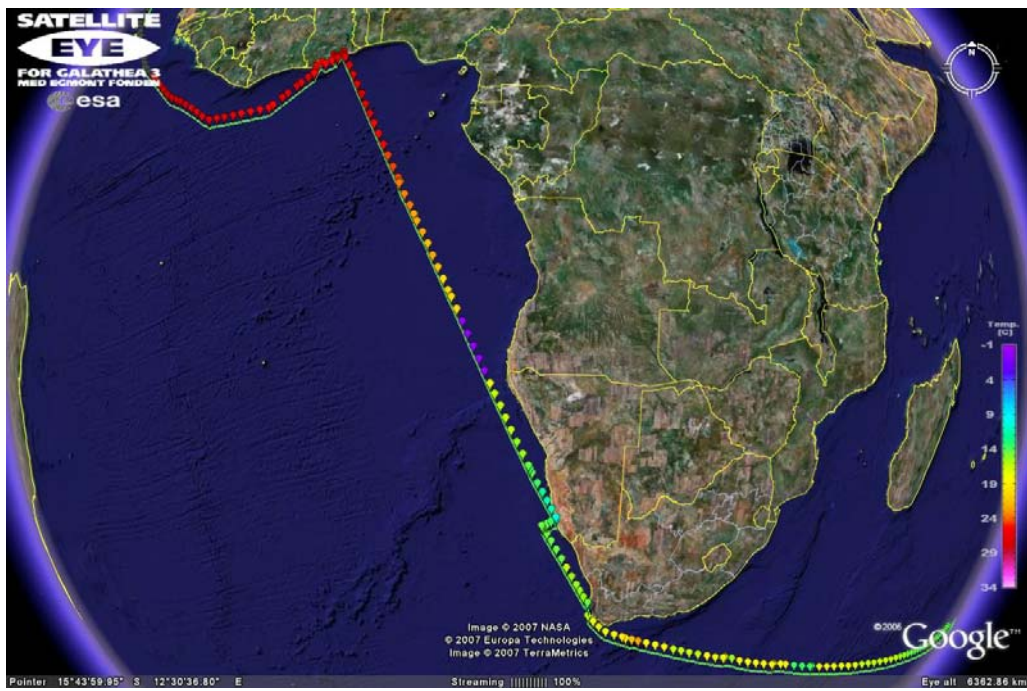 SATELLITE
EYE
FOR GALATHEA 3
MED EGMONT FONDEN
esa
N
Temp.
[C]
-1
4
9
14
19
24
29
34
Image © 2007 NASA
© 2007 Europa Technologies
Image © 2007 TerraMetrics
© 2006 Google™
Pointer 15°43'59.95" S 12°30'36.80" E
Streaming |||||||||| 100%
Eye alt 6362.86 km